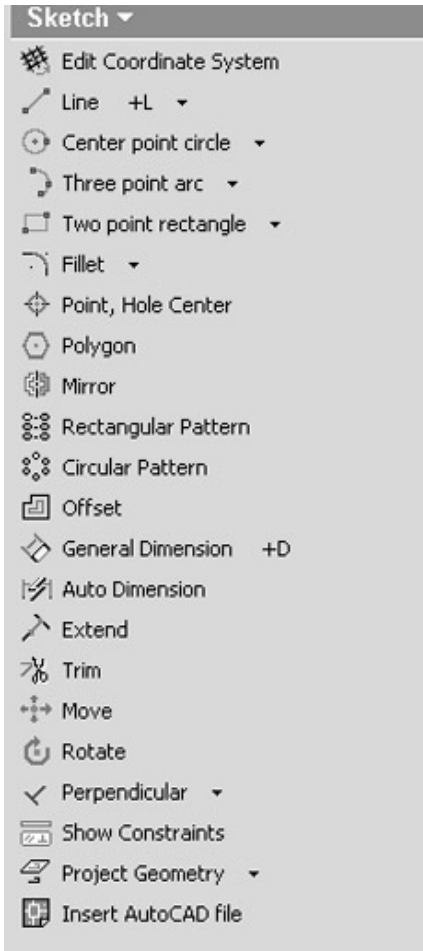 Sketch
Edit Coordinate System
Line +L
Center point circle
Three point arc
Two point rectangle
Fillet
Point, Hole Center
Polygon
Mirror
Rectangular Pattern
Circular Pattern
Offset
General Dimension +D
Auto Dimension
Extend
Trim
Move
Rotate
Perpendicular
Show Constraints
Project Geometry
Insert AutoCAD file